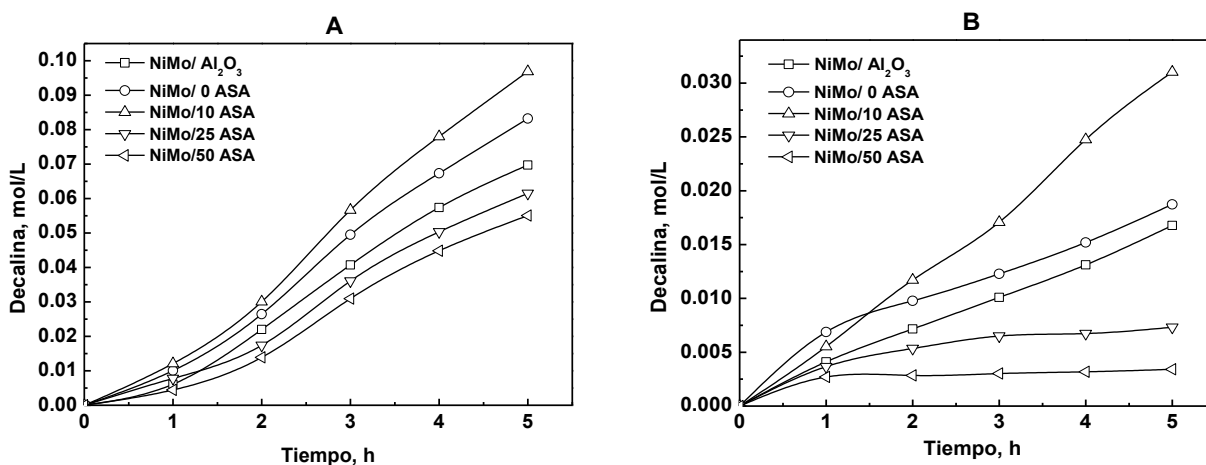 A
Decalina, mol/L
0.10
0.09
0.08
0.07
0.06
0.05
0.04
0.03
0.02
0.01
0.00
NiMo/ Al₂O₃
NiMo/ 0 ASA
NiMo/10 ASA
NiMo/25 ASA
NiMo/50 ASA
0 1 2 3 4 5
Tiempo, h
B
Decalina, mol/L
0.030
0.025
0.020
0.015
0.010
0.005
0.000
NiMo/ Al₂O₃
NiMo/ 0 ASA
NiMo/10 ASA
NiMo/25 ASA
NiMo/50 ASA
0 1 2 3 4 5
Tiempo, h